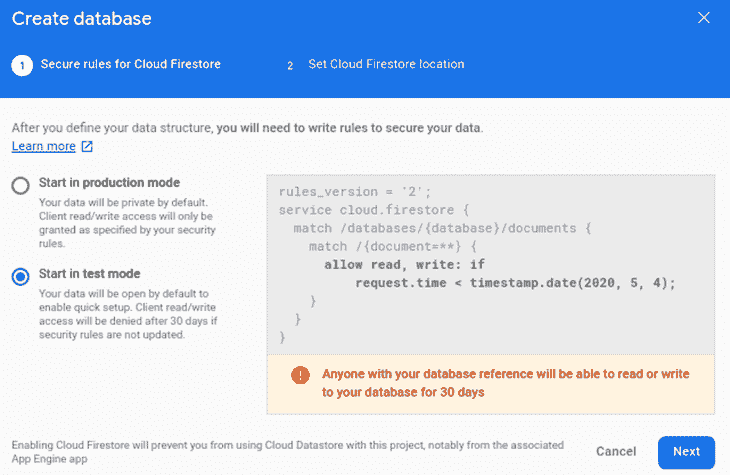 Create database
1 Secure rules for Cloud Firestore
2 Set Cloud Firestore location
After you define your data structure, you will need to write rules to secure your data.
Learn more
Start in production mode
Your data will be private by default.
Client read/write access will only be
granted as specified by your security
rules.
Start in test mode
Your data will be open by default to
enable quick setup. Client read/write
access will be denied after 30 days if
security rules are not updated.
rules_version = '2';
service cloud.firestore {
match /databases/{database}/documents {
match /{document=**} {
allow read, write: if
request.time < timestamp.date(2020, 5, 4);
}
}
}
Anyone with your database reference will be able to read or write
to your database for 30 days
Enabling Cloud Firestore will prevent you from using Cloud Datastore with this project, notably from the associated
App Engine app
Cancel
Next